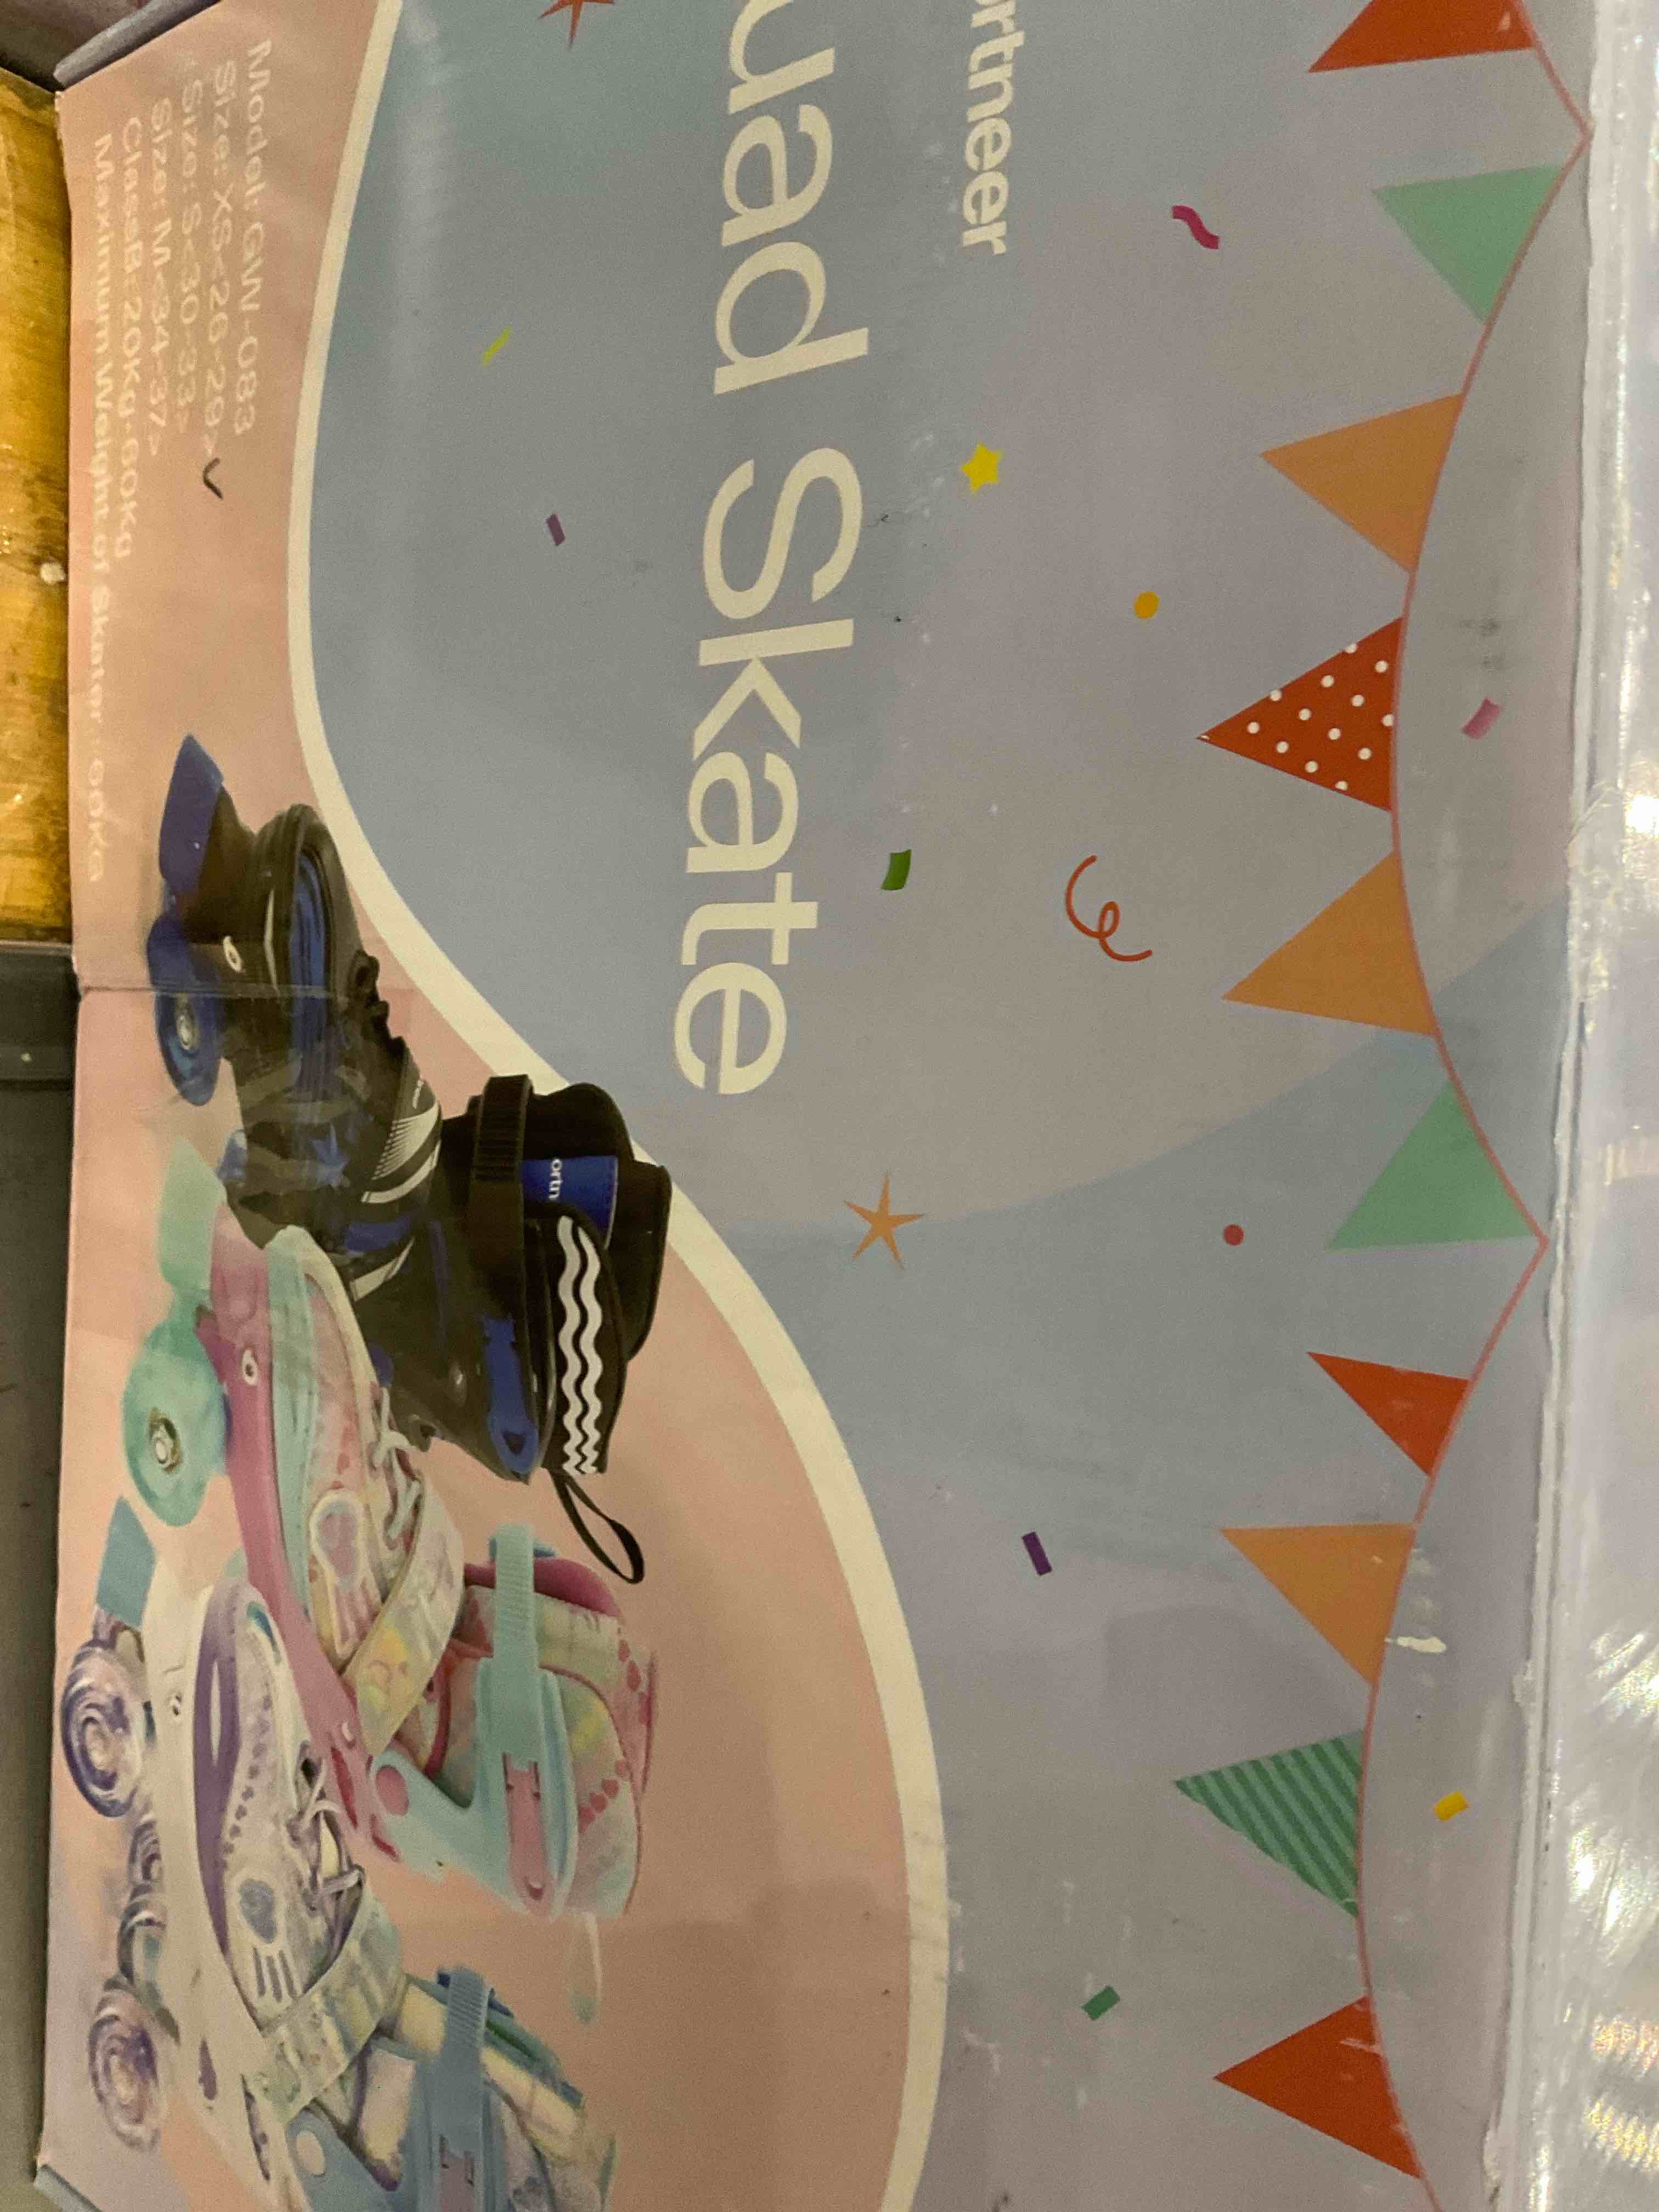 ortneer
uad Skate
Model: GW-083
Size: XS<26-29>
Size: S<30-33>
Size: M<34-37>
ClassB: 20Kg-60kg
Maximum Weight of Skater: 60kg
ortn